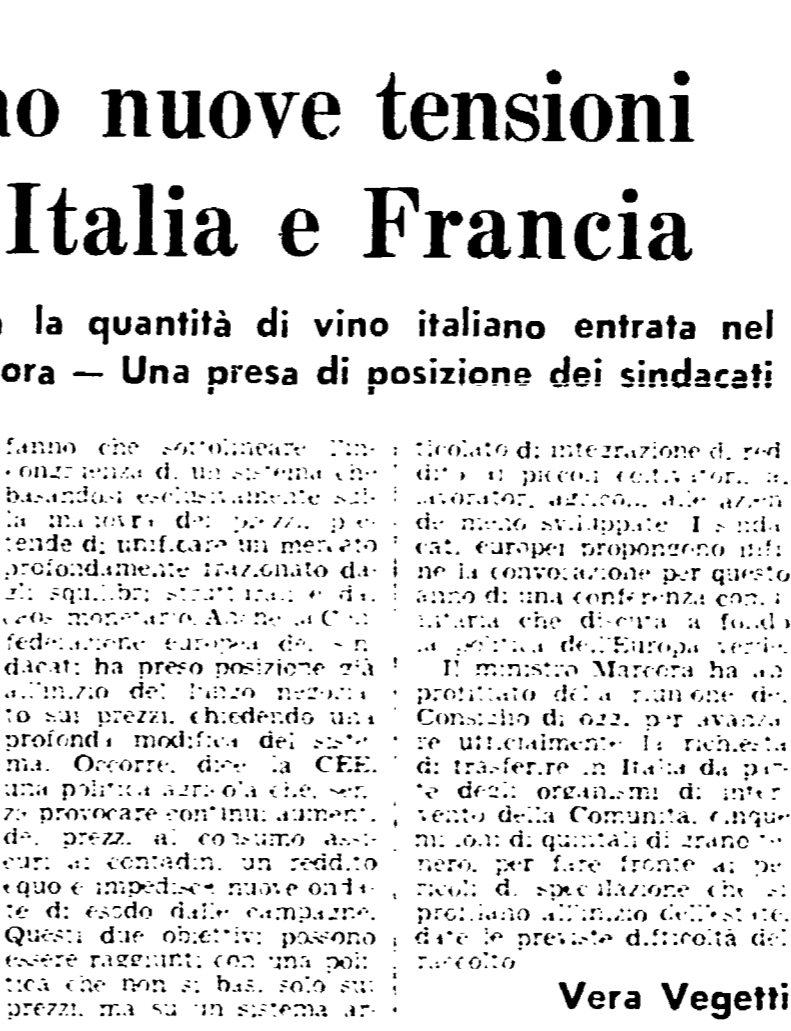 no nuove tensioni
Italia e Francia
la quantità di vino italiano entrata nel
ora — Una presa di posizione dei sindacati
fanno che sottolineare l'in-
congruenza di un sistema che
basandosi esclusivamente sul-
la manovra dei prezzi, pre-
tende di unificare un mercato
profondamente frazionato da-
gli squilibri strutturali e dal
caos monetario. Anche la Con-
federazione europea dei sin-
dacati ha preso posizione già
all'inizio del lungo negozia-
to sui prezzi, chiedendo una
profonda modifica del siste-
ma. Occorre, dice la CEE,
una politica agricola che, sen-
za provocare continui aumenti
dei prezzi al consumo assi-
curi ai contadini un reddito
equo e impedisca nuove onda-
te di esodo dalle campagne.
Questi due obiettivi possono
essere raggiunti con una poli-
tica che non si basi solo sui
prezzi, ma su un sistema ar-
ticolato di integrazione di red
dito ai piccoli coltivatori, ai
lavoratori agricoli, alle azien
de meno sviluppate. I sinda
cati europei propongono infi
ne la convocazione per questo
anno di una conferenza comu
nitaria che discuta a fondo
la politica dell'Europa verde.
Il ministro Marcora ha ap
profittato della riunione del
Consiglio di oggi per avanza
re ufficialmente la richiesta
di trasferire in Italia da par
te degli organismi di inter
vento della Comunità, cinque
milioni di quintali di grano te
nero, per fare fronte ai pe
ricoli di speculazione che si
profilano all'inizio dell'estate,
date le previste difficoltà del
raccolto
Vera Vegetti